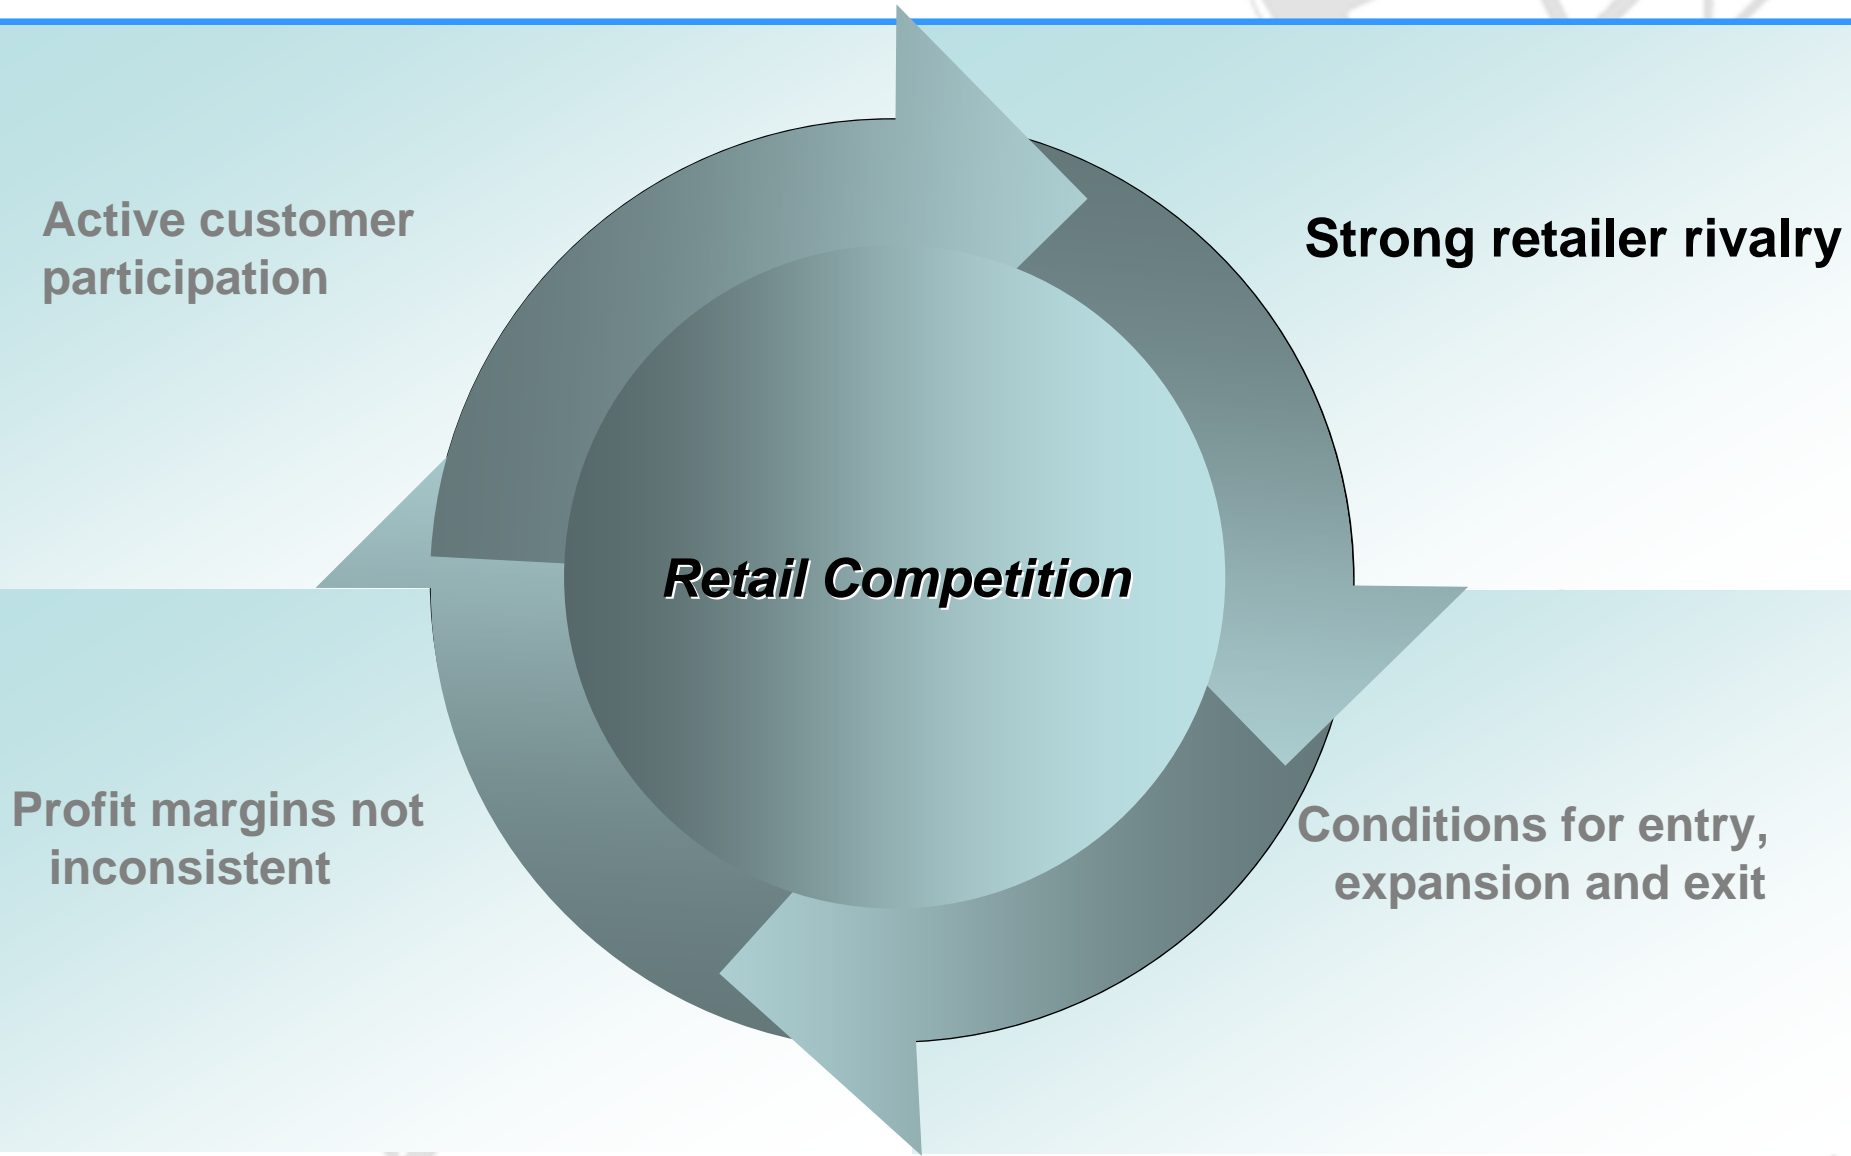 Active customer
participation
Strong retailer rivalry
Retail Competition
Profit margins not
inconsistent
Conditions for entry,
expansion and exit